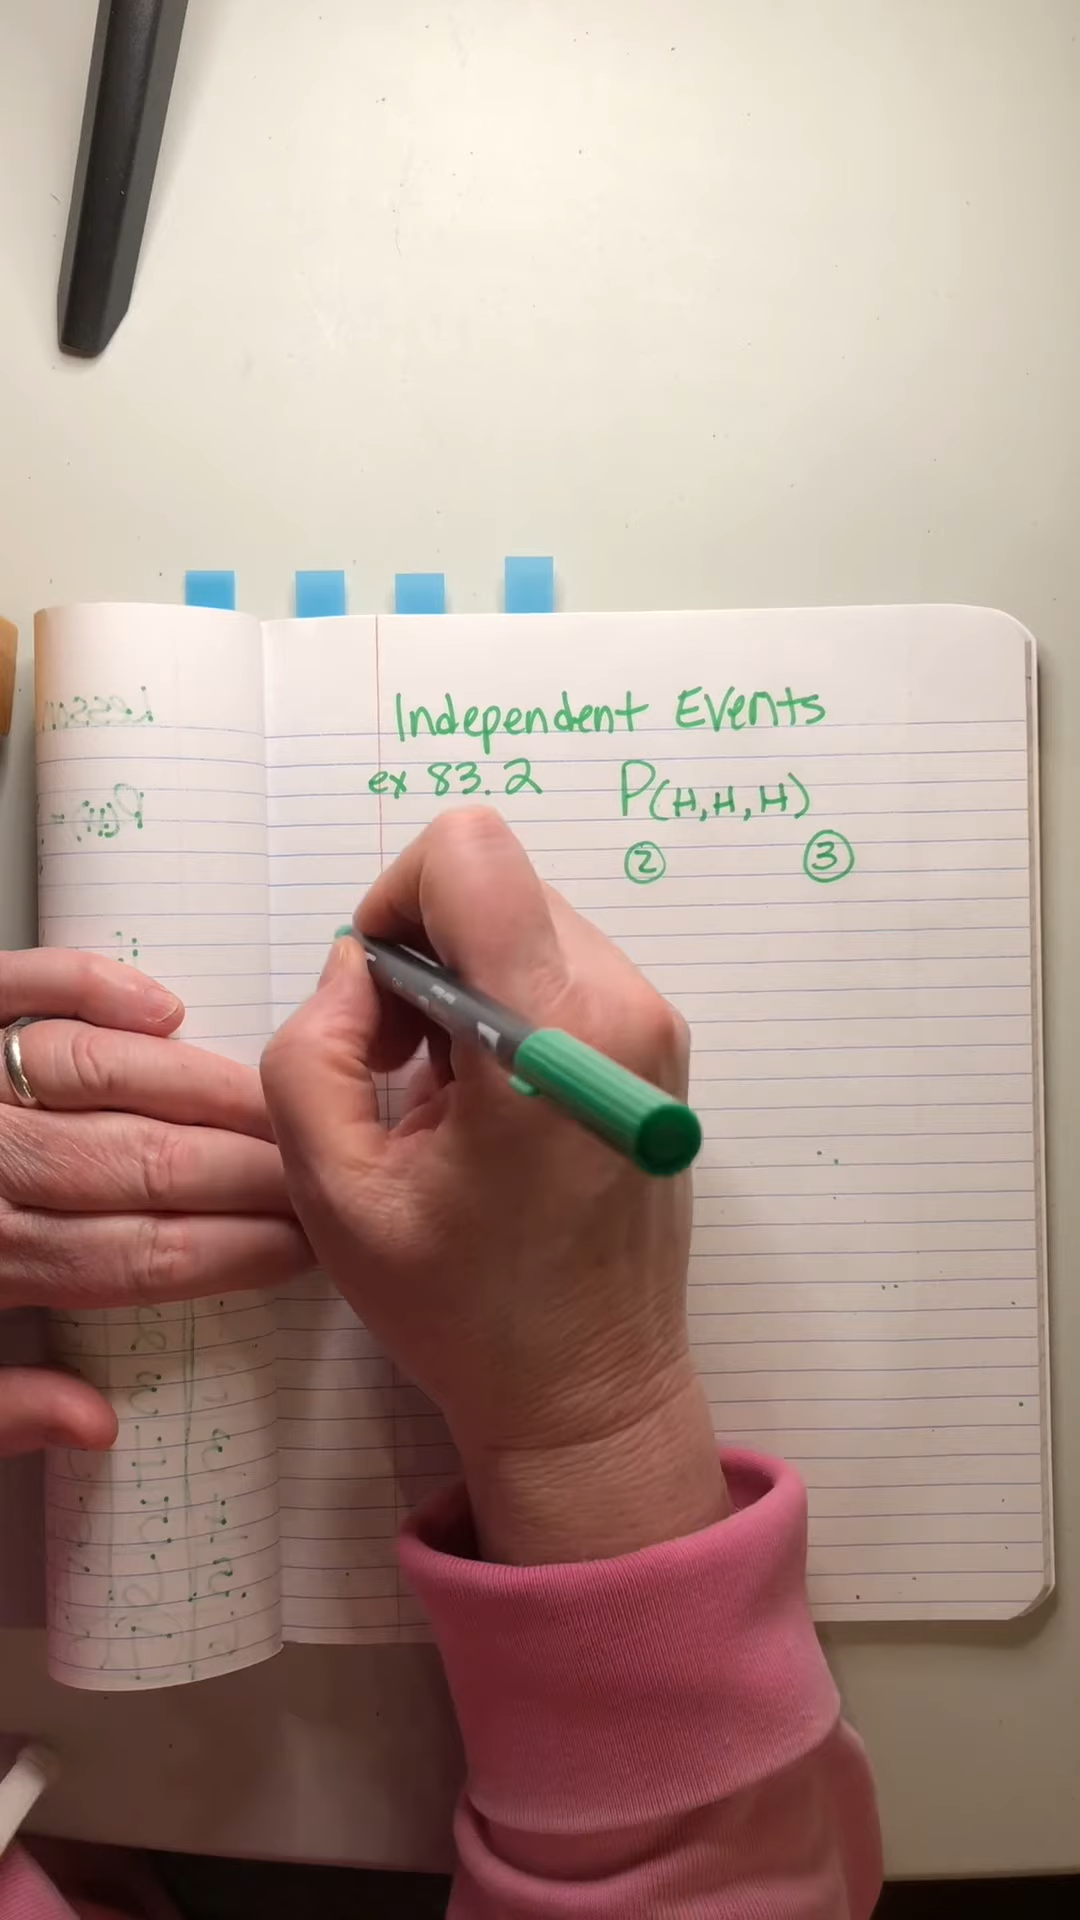 Independent Events
ex 83.2 P(H,H,H)
② ③